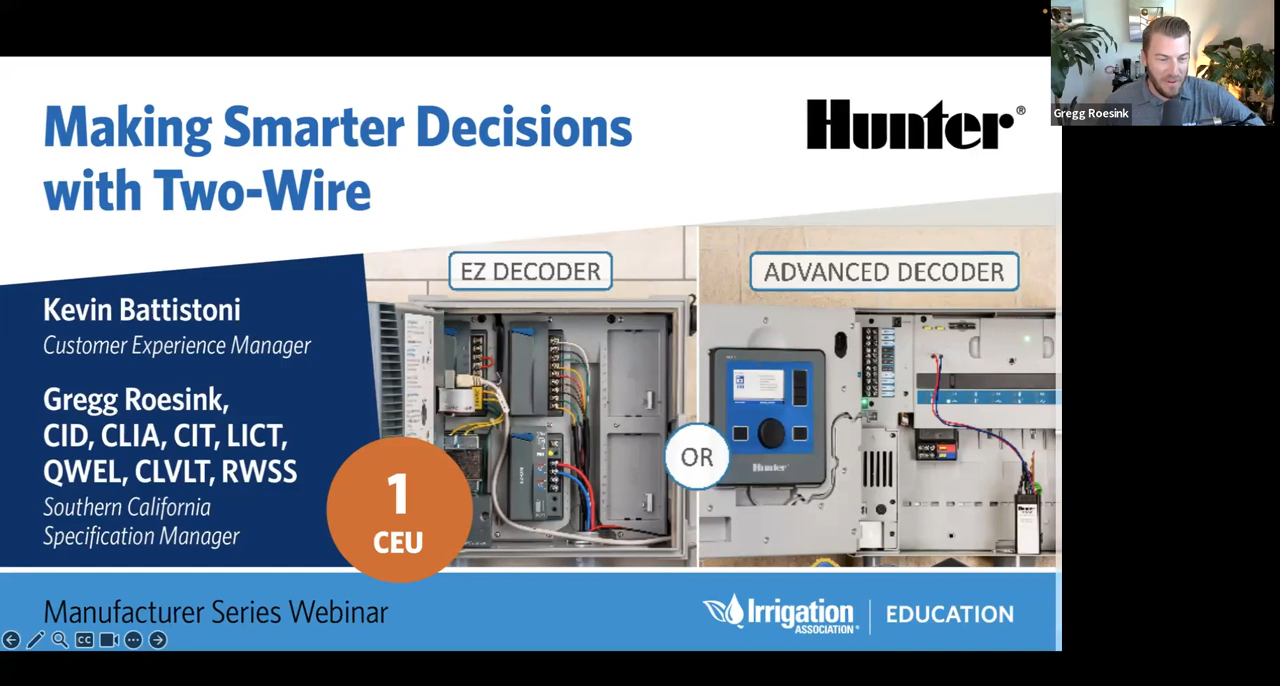 Making Smarter Decisions
with Two-Wire
Hunter®
Gregg Roesink
EZ DECODER
ADVANCED DECODER
Kevin Battistoni
Customer Experience Manager
Gregg Roesink,
CID, CLIA, CIT, LICT,
QWEL, CLVLT, RWSS
Southern California
Specification Manager
1
CEU
OR
Hunter
Manufacturer Series Webinar
Irrigation
ASSOCIATION®
EDUCATION
CC